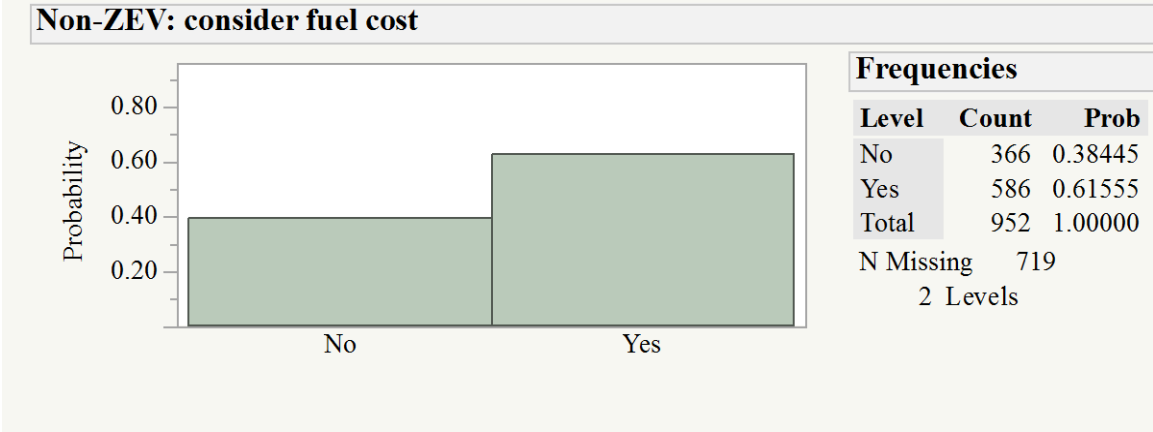 Non-ZEV: consider fuel cost
Probability
0.80
0.60
0.40
0.20
No Yes
Frequencies
Level Count Prob
No 366 0.38445
Yes 586 0.61555
Total 952 1.00000
N Missing 719
2 Levels